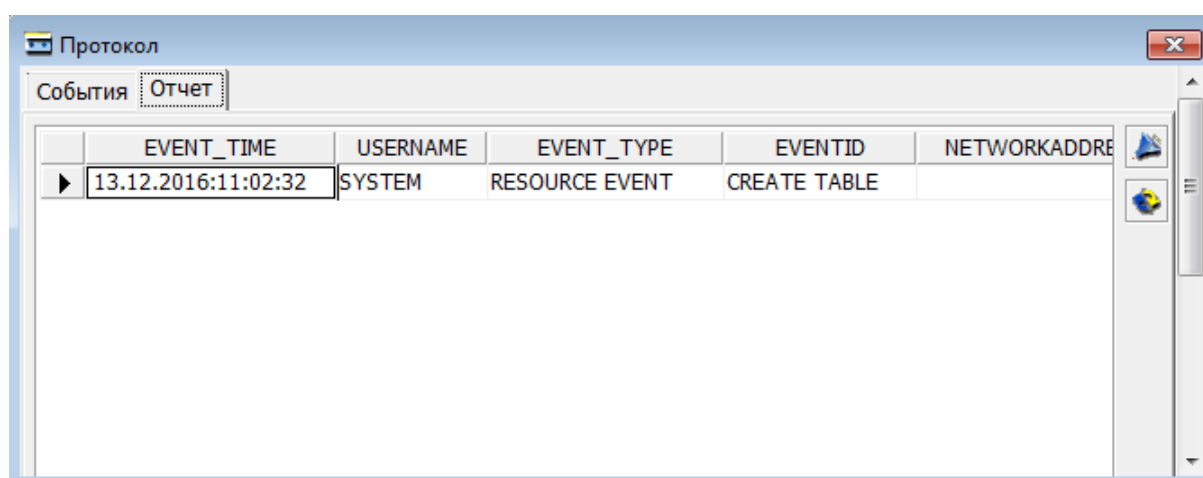 Протокол
События Отчет
EVENT_TIME USERNAME EVENT_TYPE EVENTID NETWORKADDRE
13.12.2016:11:02:32 SYSTEM RESOURCE EVENT CREATE TABLE